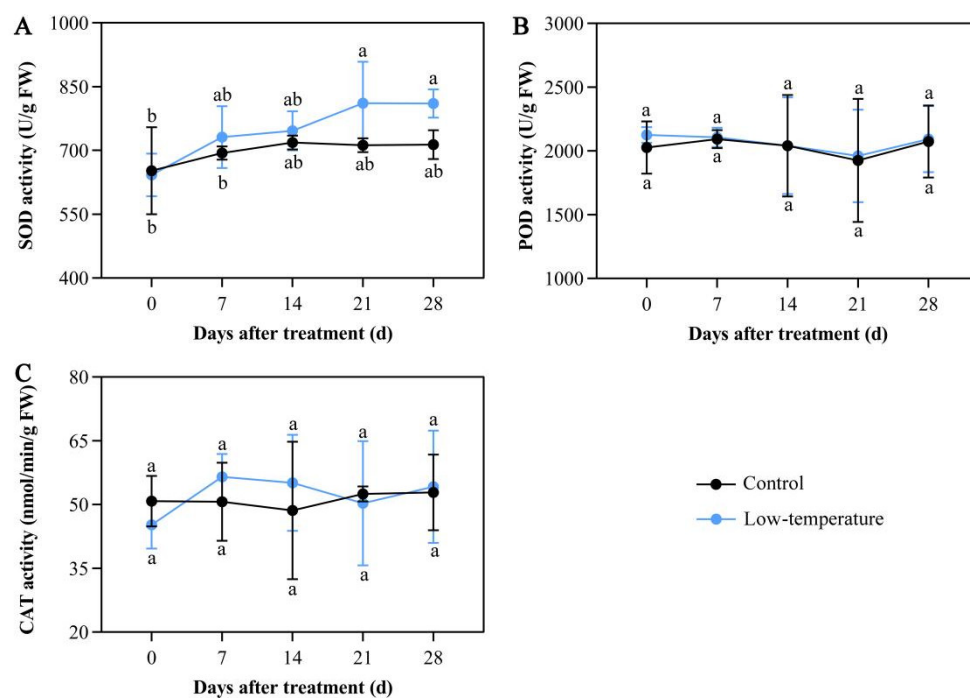 A
SOD activity (U/g FW)
1000
850
700
550
400
b
ab
ab
a
a
b
b
ab
ab
ab
0 7 14 21 28
Days after treatment (d)
B
POD activity (U/g FW)
3000
2500
2000
1500
1000
a
a
a
a
a
a
a
a
a
a
0 7 14 21 28
Days after treatment (d)
C
CAT activity (nmol/min/g FW)
80
65
50
35
20
a
a
a
a
a
a
a
a
a
a
0 7 14 21 28
Days after treatment (d)
Control
Low-temperature